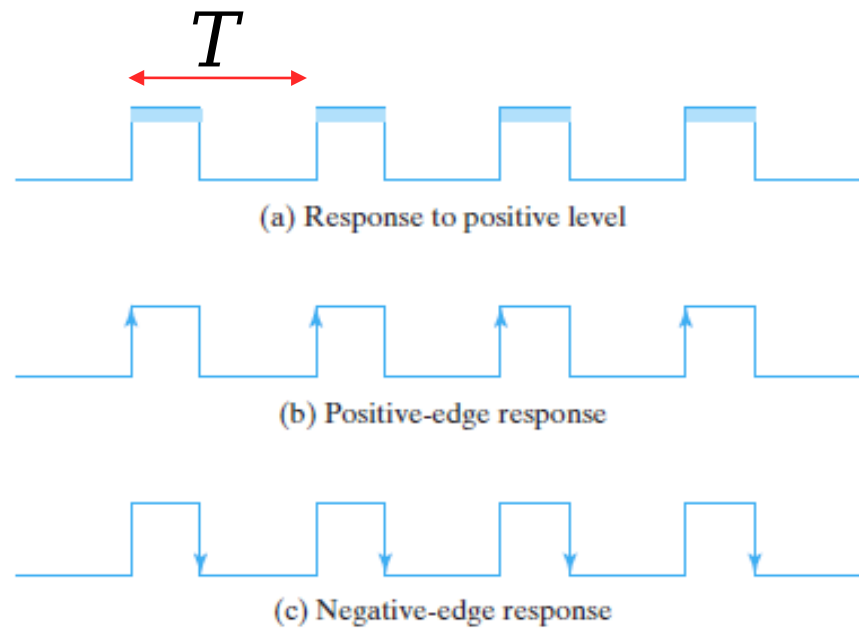 T
(a) Response to positive level
(b) Positive-edge response
(c) Negative-edge response